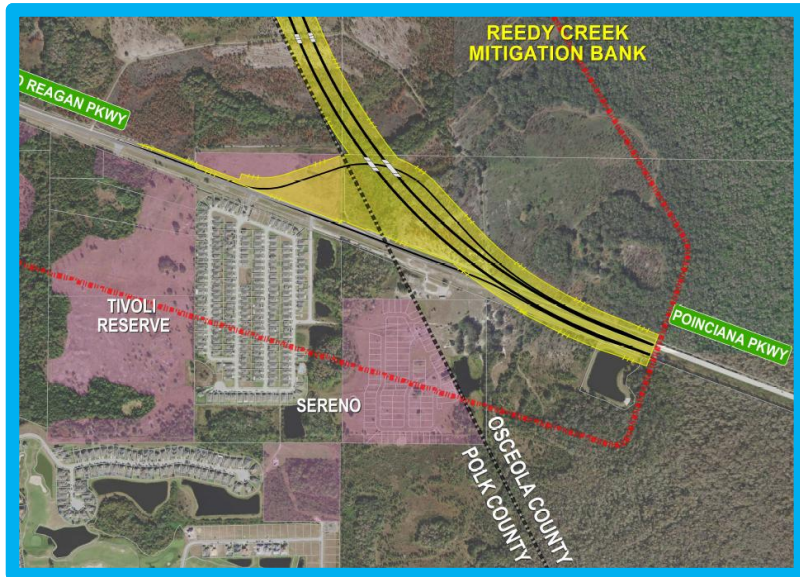 REEDY CREEK
MITIGATION BANK
REAGAN PKWY
TIVOLI
RESERVE
SERENO
POINCIANA PKWY
OSCEOLA COUNTY
POLK COUNTY